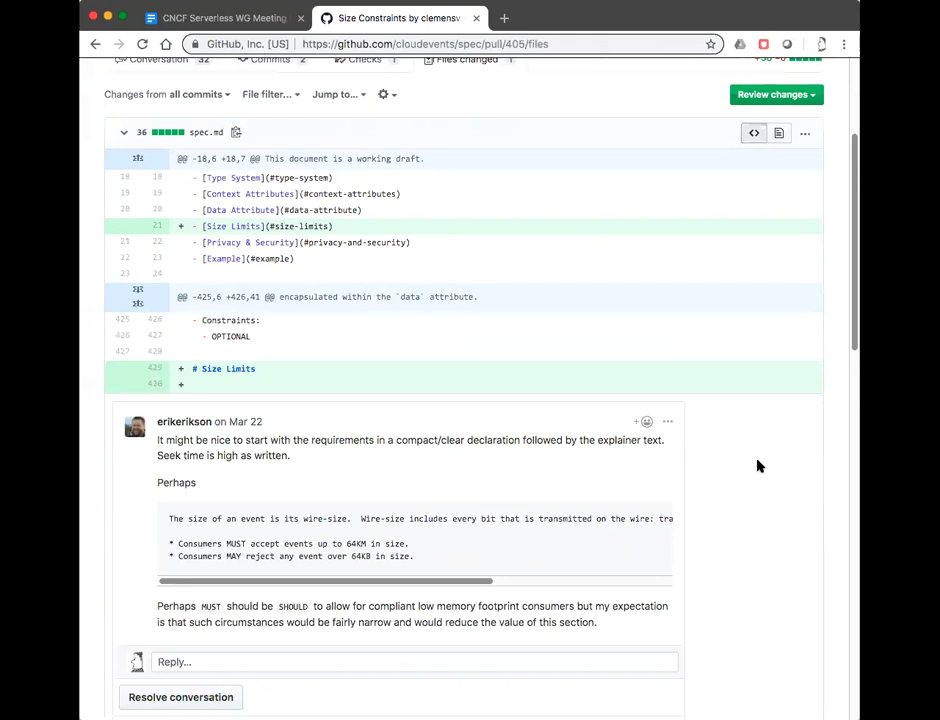 CNCF Serverless WG Meeting
Size Constraints by clemensv
GitHub, Inc. [US] | https://github.com/cloudevents/spec/pull/405/files
Conversation 32 Commits 2 Checks 1 Files changed 1
Changes from all commits File filter... Jump to...
Review changes
36 spec.md
@@ -18,6 +18,7 @@ This document is a working draft.
18 18 - [Type System](#type-system)
19 19 - [Context Attributes](#context-attributes)
20 20 - [Data Attribute](#data-attribute)
21 + - [Size Limits](#size-limits)
21 22 - [Privacy & Security](#privacy-and-security)
22 23 - [Example](#example)
23 24
@@ -425,6 +426,41 @@ encapsulated within the `data` attribute.
425 426 - Constraints:
426 427 - OPTIONAL
427 428
429 + # Size Limits
430 +
erikerikson on Mar 22
It might be nice to start with the requirements in a compact/clear declaration followed by the explainer text.
Seek time is high as written.
Perhaps
The size of an event is its wire-size. Wire-size includes every bit that is transmitted on the wire: tra
* Consumers MUST accept events up to 64KM in size.
* Consumers MAY reject any event over 64KB in size.
Perhaps MUST should be SHOULD to allow for compliant low memory footprint consumers but my expectation
is that such circumstances would be fairly narrow and would reduce the value of this section.
Reply...
Resolve conversation